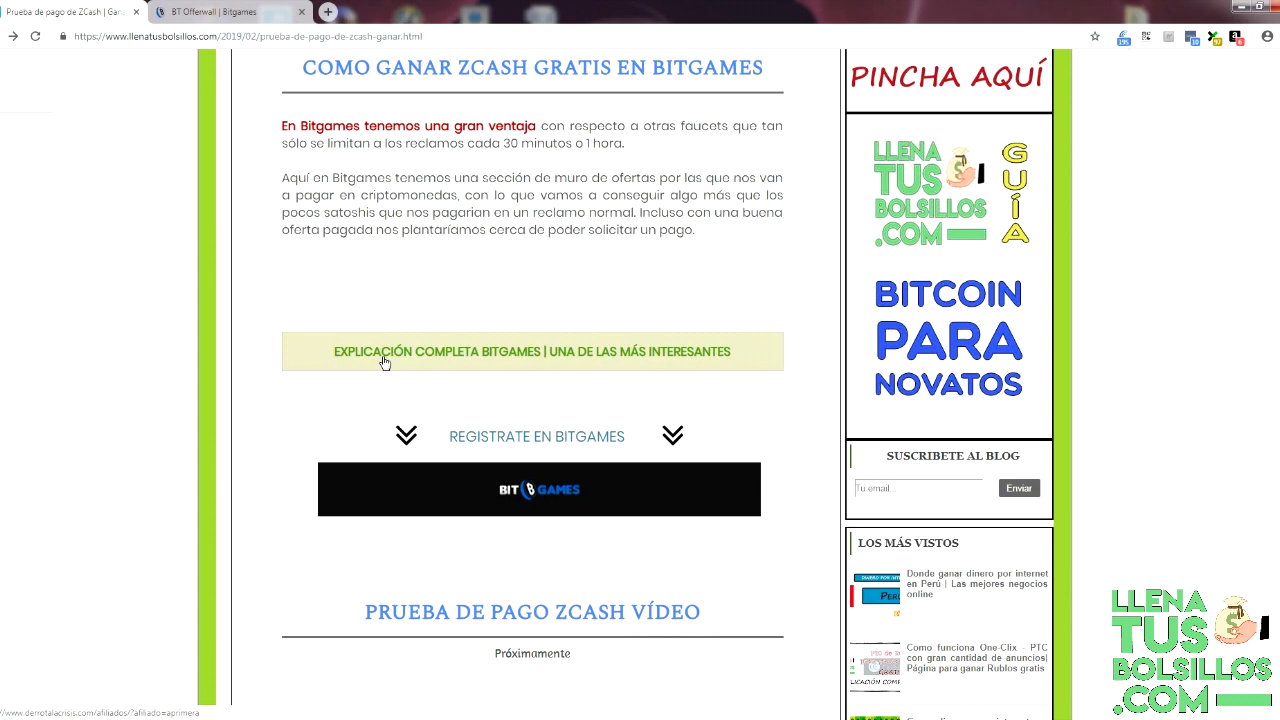 Prueba de pago de ZCash | Gana
BT Offerwall | Bitgames
https://www.llenatusbolsillos.com/2019/02/prueba-de-pago-de-zcash-ganar.html
COMO GANAR ZCASH GRATIS EN BITGAMES
En Bitgames tenemos una gran ventaja con respecto a otras faucets que tan
sólo se limitan a los reclamos cada 30 minutos o 1 hora.
Aquí en Bitgames tenemos una sección de muro de ofertas por las que nos van
a pagar en criptomonedas, con lo que vamos a conseguir algo más que los
pocos satoshis que nos pagarian en un reclamo normal. Incluso con una buena
oferta pagada nos plantaríamos cerca de poder solicitar un pago.
EXPLICACIÓN COMPLETA BITGAMES | UNA DE LAS MÁS INTERESANTES
REGISTRATE EN BITGAMES
BIT GAMES
PRUEBA DE PAGO ZCASH VÍDEO
Próximamente
PINCHA AQUÍ
LLENA
TUS
BOLSILLOS
.COM
GUÍA
BITCOIN
PARA
NOVATOS
SUSCRIBETE AL BLOG
Tu email
Enviar
LOS MÁS VISTOS
Donde ganar dinero por internet
en Perú | Las mejores negocios
online
Como funciona One-Clix - PTC
con gran cantidad de anuncios|
Página para ganar Rublos gratis
LLENA
TUS
BOLSILLOS
.COM
//www.derrotalacrisis.com/afiliados/?afiliado=aprimera